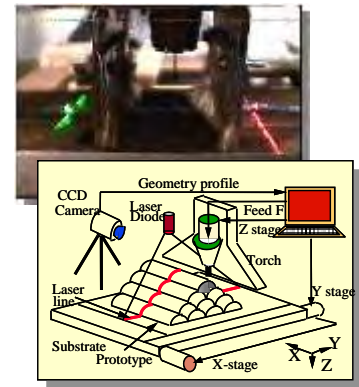 Geometry profile
CCD
Camera
Laser
Diode
Feed F
Z stage
Torch
Laser
line
Y stage
Substrate
Prototype
X-stage
X
Y
Z